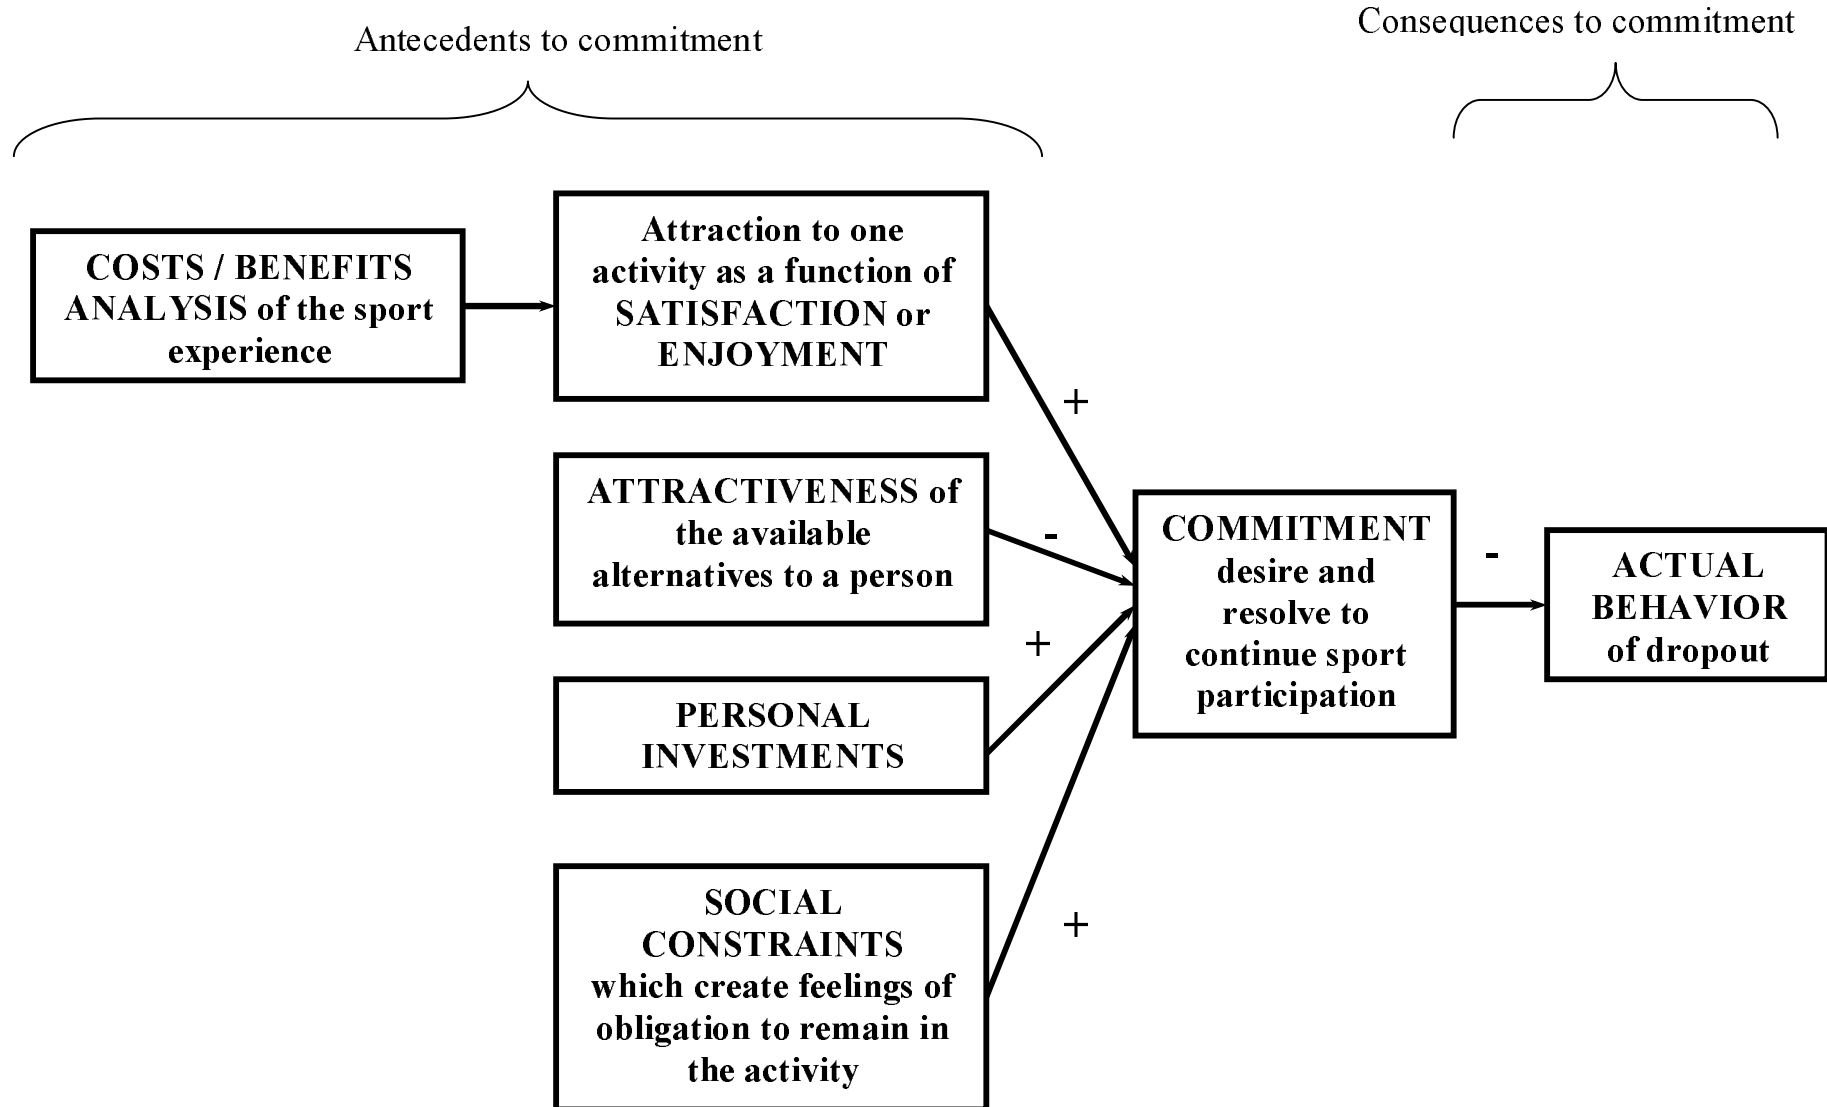 Antecedents to commitment
Consequences to commitment
COSTS / BENEFITS
ANALYSIS of the sport
experience
Attraction to one
activity as a function of
SATISFACTION or
ENJOYMENT
+
ATTRACTIVENESS of
the available
alternatives to a person
-
+
PERSONAL
INVESTMENTS
SOCIAL
CONSTRAINTS
which create feelings of
obligation to remain in
the activity
+
COMMITMENT
desire and
resolve to
continue sport
participation
-
ACTUAL
BEHAVIOR
of dropout